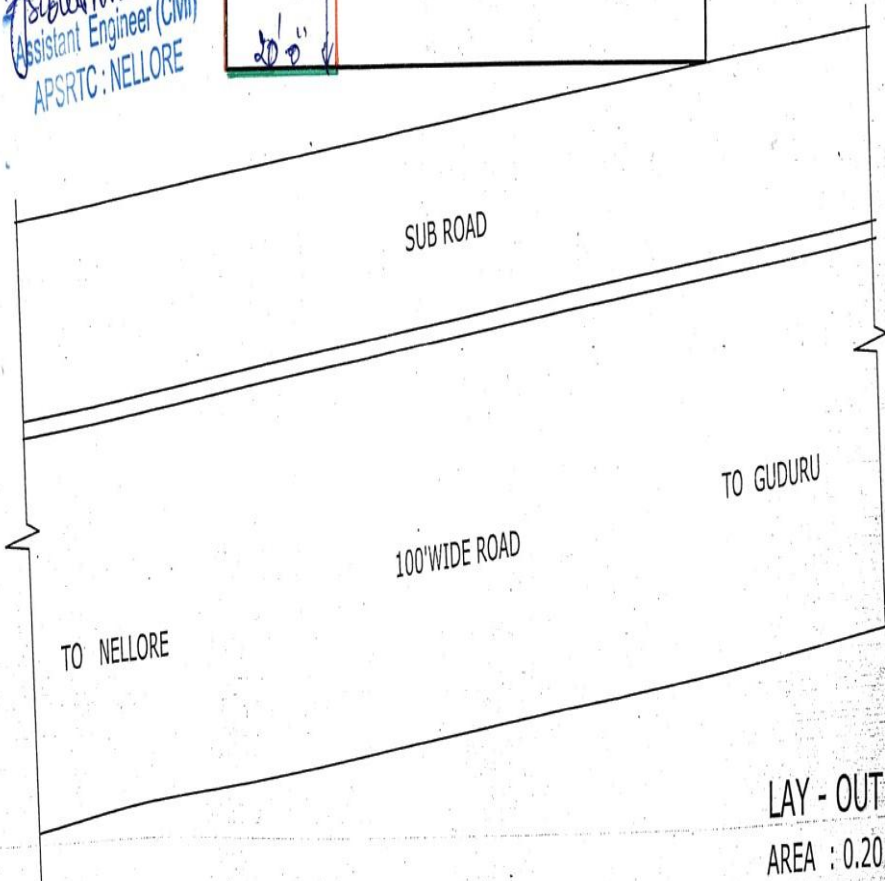 Assistant Engineer (Civil)
APSRTC : NELLORE
20' 0"
SUB ROAD
TO GUDURU
100'WIDE ROAD
TO NELLORE
LAY - OUT
AREA : 0.20